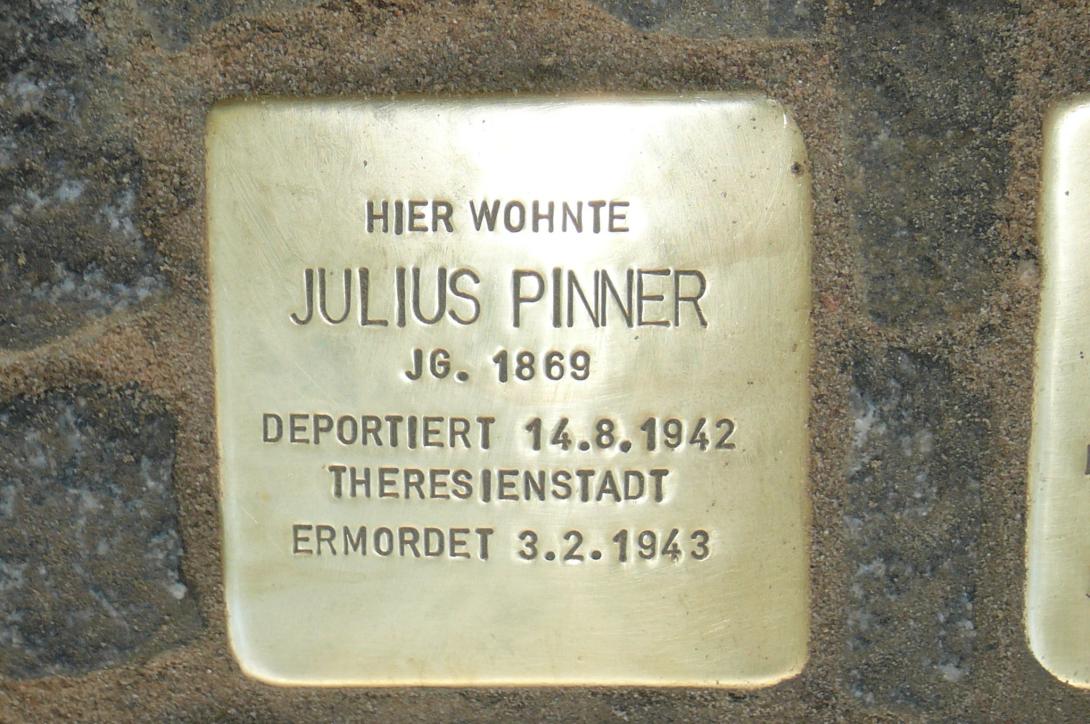 HIER WOHNTE
JULIUS PINNER
JG. 1869
DEPORTIERT 14.8.1942
THERESIENSTADT
ERMORDET 3.2.1943